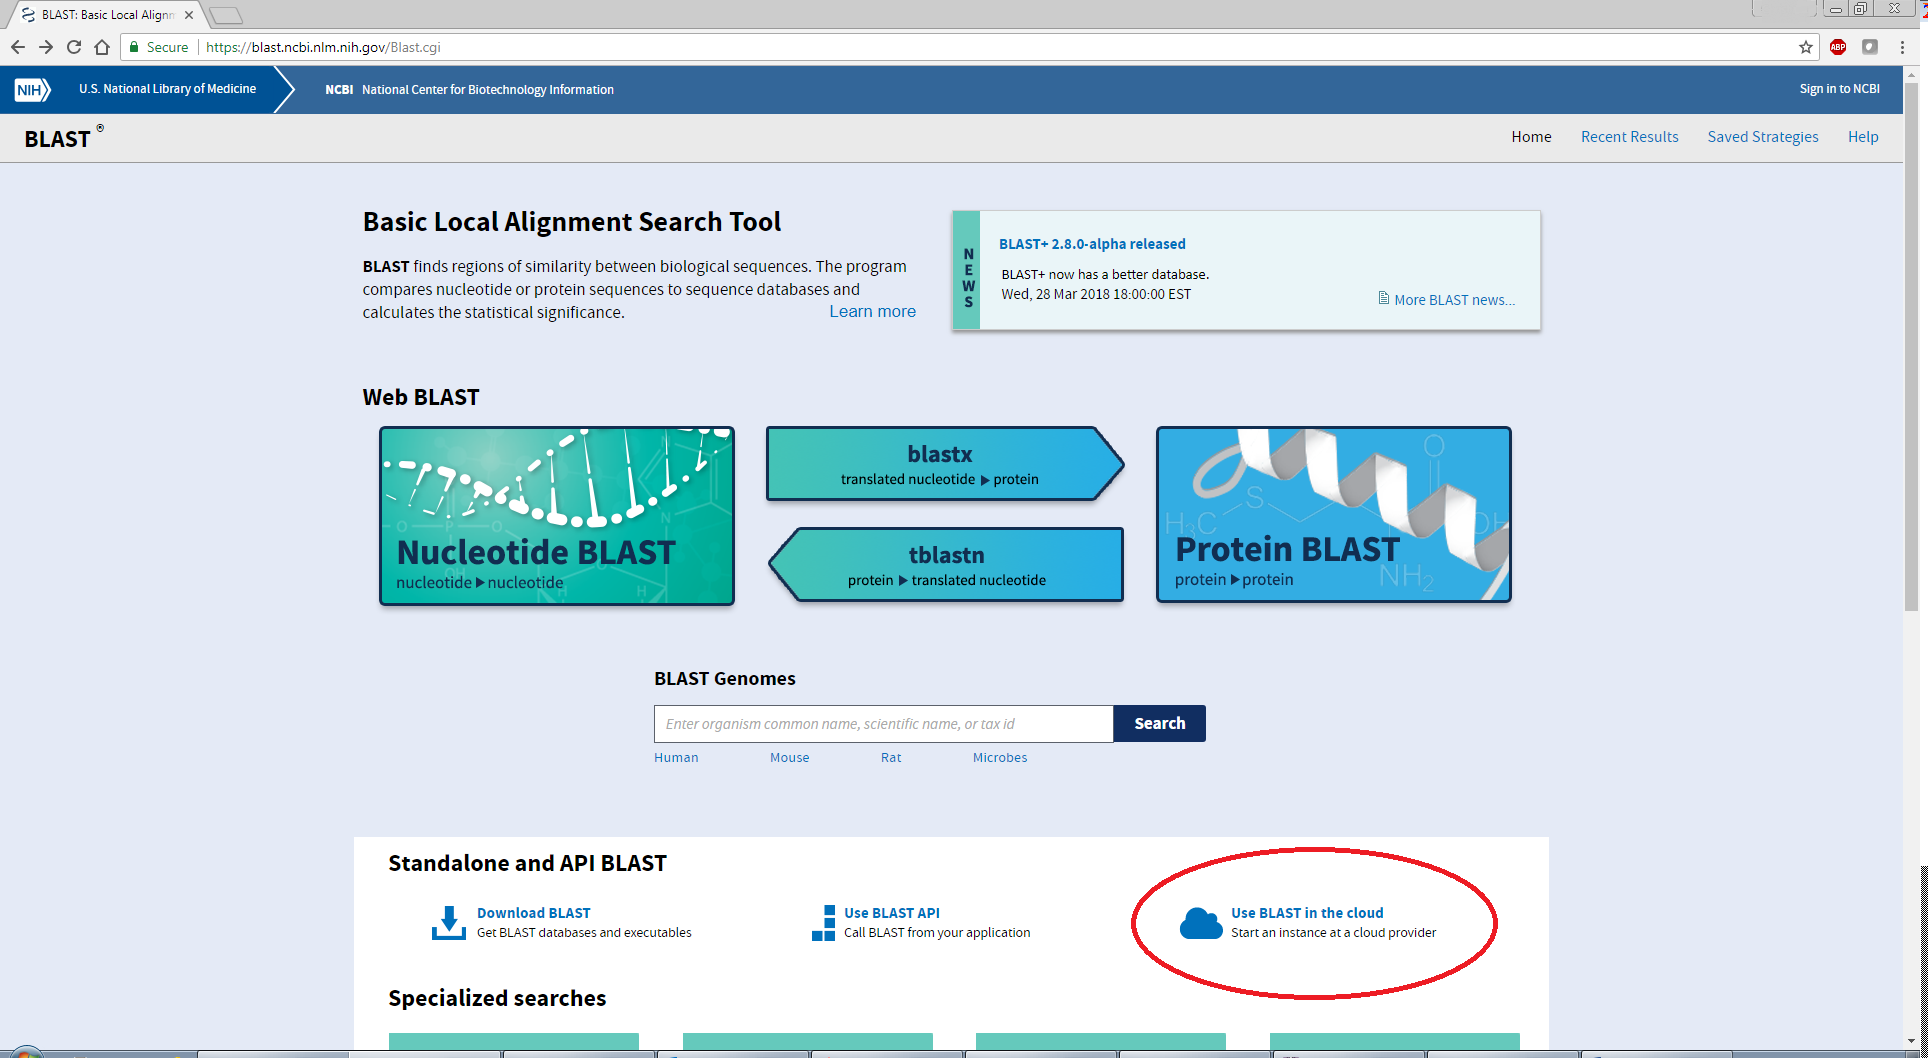 BLAST: Basic Local Alignm
Secure https://blast.ncbi.nlm.nih.gov/Blast.cgi
ABP
NIH U.S. National Library of Medicine NCBI National Center for Biotechnology Information Sign in to NCBI
BLAST ® Home Recent Results Saved Strategies Help
Basic Local Alignment Search Tool
BLAST finds regions of similarity between biological sequences. The program
compares nucleotide or protein sequences to sequence databases and
calculates the statistical significance. Learn more
NEWS
BLAST+ 2.8.0-alpha released
BLAST+ now has a better database.
Wed, 28 Mar 2018 18:00:00 EST
More BLAST news...
Web BLAST
Nucleotide BLAST
nucleotide ▶ nucleotide
blastx
translated nucleotide ▶ protein
tblastn
protein ▶ translated nucleotide
H₃C
S
O
OH
NH₂
Protein BLAST
protein ▶ protein
BLAST Genomes
Enter organism common name, scientific name, or tax id Search
Human Mouse Rat Microbes
Standalone and API BLAST
Download BLAST
Get BLAST databases and executables
Use BLAST API
Call BLAST from your application
Use BLAST in the cloud
Start an instance at a cloud provider
Specialized searches